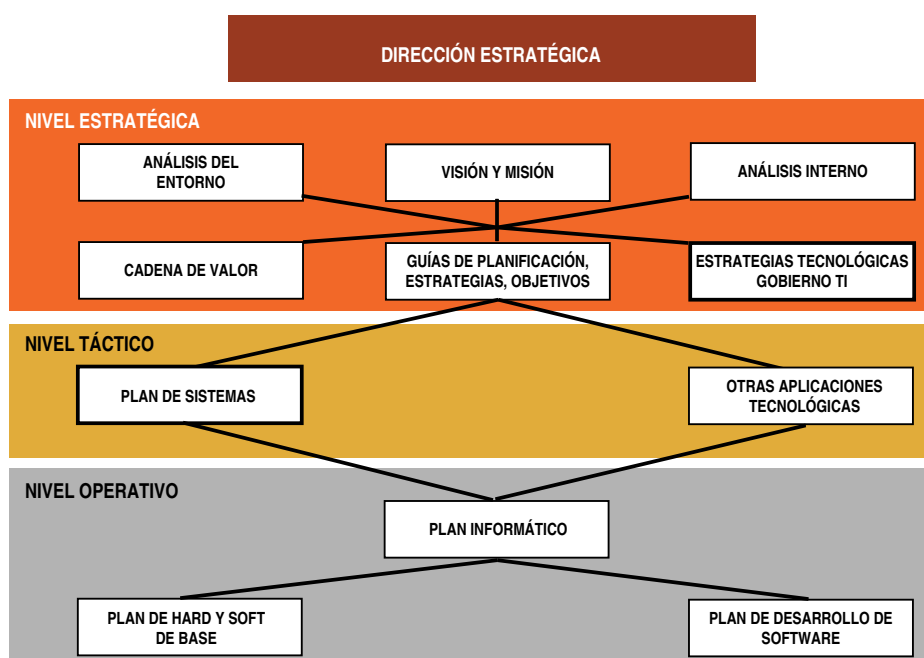 DIRECCIÓN ESTRATÉGICA
NIVEL ESTRATÉGICA
ANÁLISIS DEL
ENTORNO
VISIÓN Y MISIÓN
ANÁLISIS INTERNO
CADENA DE VALOR
GUÍAS DE PLANIFICACIÓN,
ESTRATEGIAS, OBJETIVOS
ESTRATEGIAS TECNOLÓGICAS
GOBIERNO TI
NIVEL TÁCTICO
PLAN DE SISTEMAS
OTRAS APLICACIONES
TECNOLÓGICAS
NIVEL OPERATIVO
PLAN INFORMÁTICO
PLAN DE HARD Y SOFT
DE BASE
PLAN DE DESARROLLO DE
SOFTWARE